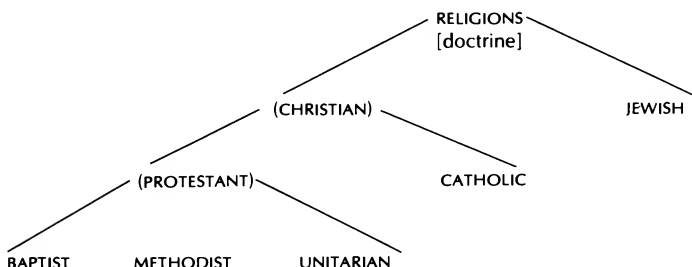 RELIGIONS
[doctrine]
(CHRISTIAN)
JEWISH
(PROTESTANT)
CATHOLIC
BAPTIST
METHODIST
UNITARIAN